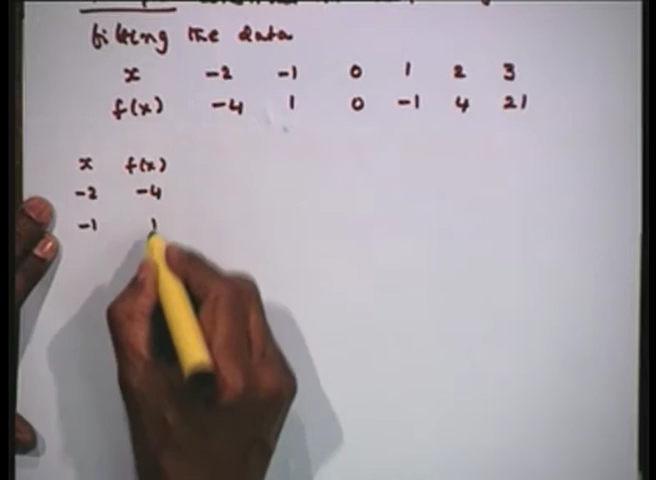 fitting the data
x -2 -1 0 1 2 3
f(x) -4 1 0 -1 4 21
x f(x)
-2 -4
-1 1